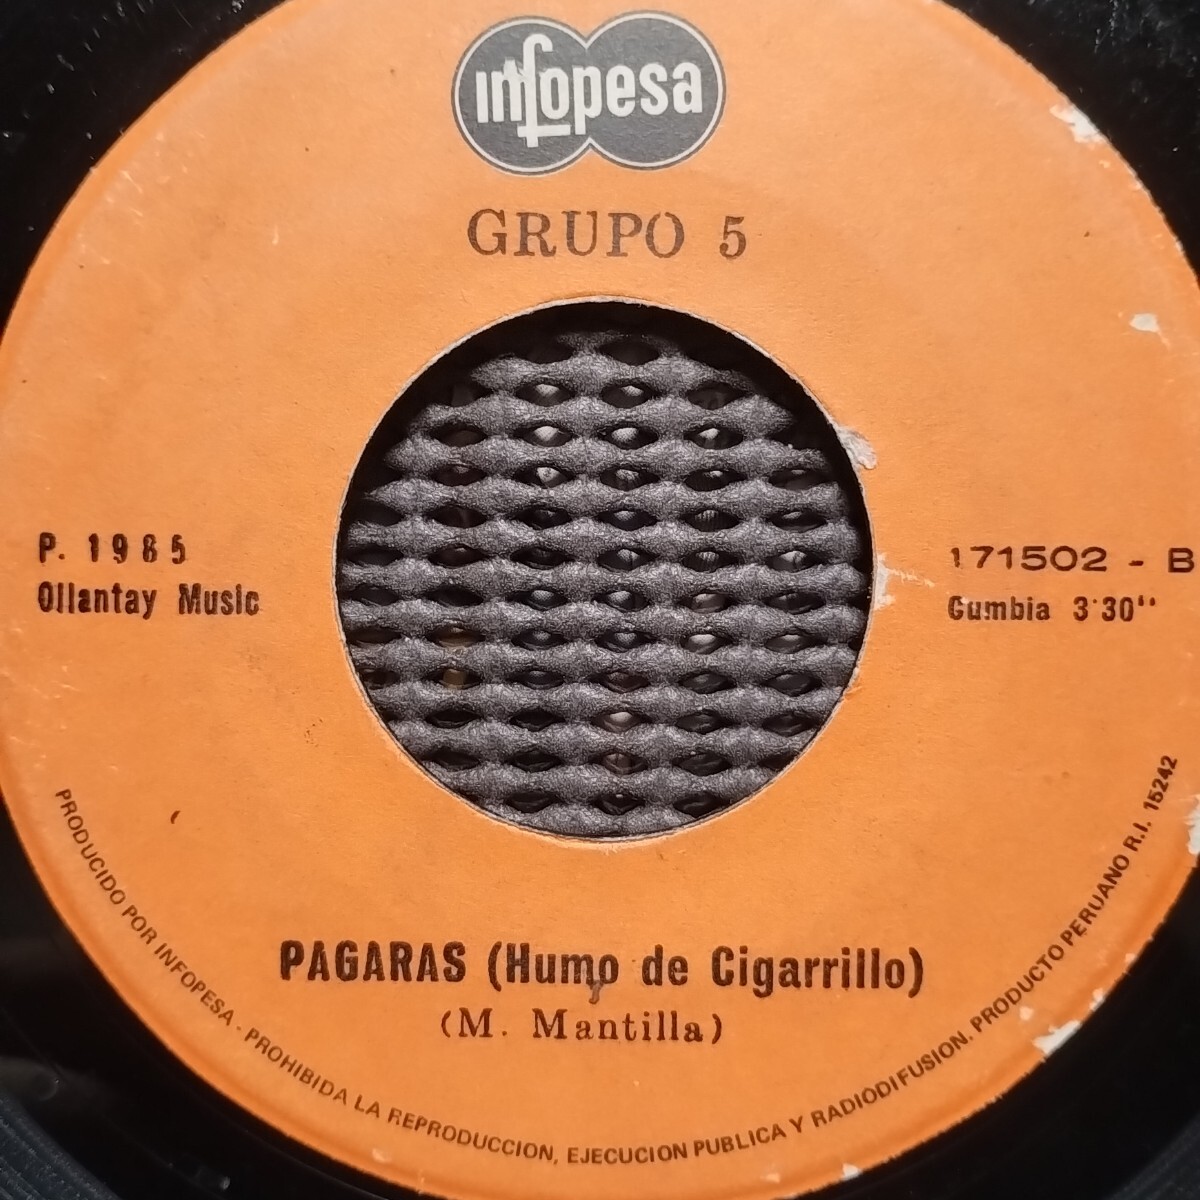 infopesa
GRUPO 5
P. 1985
Ollantay Music
171502 - B
Cumbia 3'30"
PAGARAS (Humo de Cigarrillo)
(M. Mantilla)
PRODUCIDO POR INFOPESA - PROHIBIDA LA REPRODUCCION, EJECUCION PUBLICA Y RADIODIFUSION. PRODUCTO PERUANO R.I. 15242